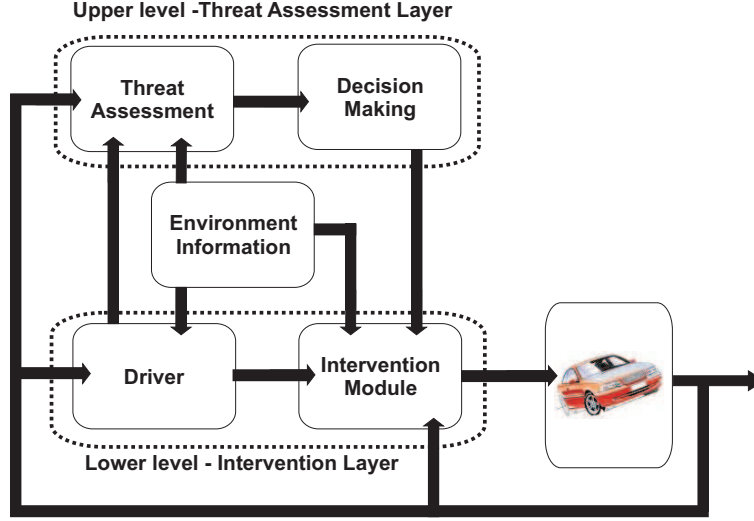 Upper level -Threat Assessment Layer
Threat
Assessment
Decision
Making
Environment
Information
Driver
Intervention
Module
Lower level - Intervention Layer